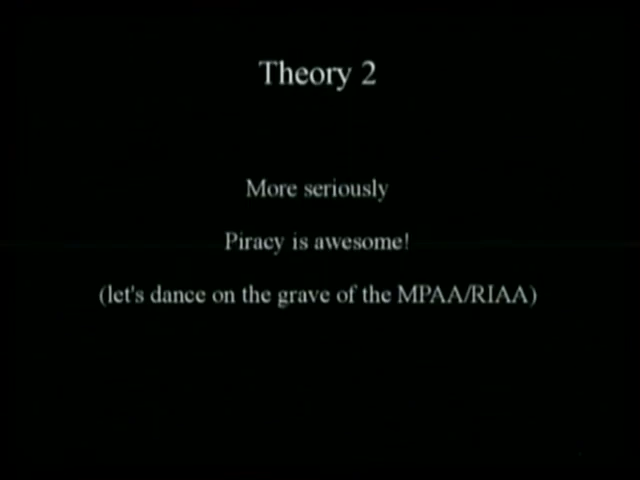 Theory 2
More seriously
Piracy is awesome!
(let's dance on the grave of the MPAA/RIAA)